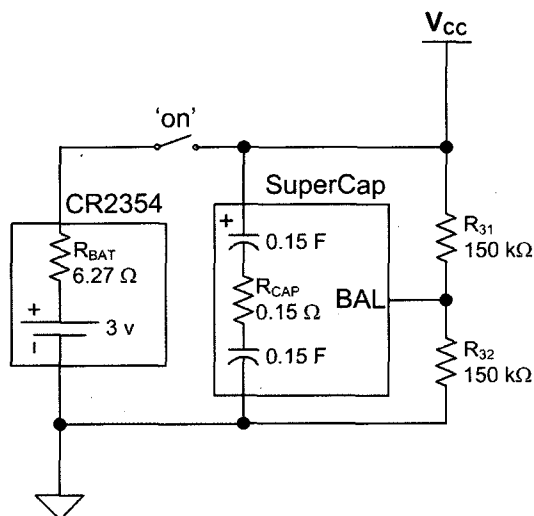 Vcc
'on'
SuperCap
CR2354
+
0.15 F
R31
150 kΩ
RBAT
6.27 Ω
RCAP
0.15 Ω
BAL
+
3 v
−
0.15 F
R32
150 kΩ